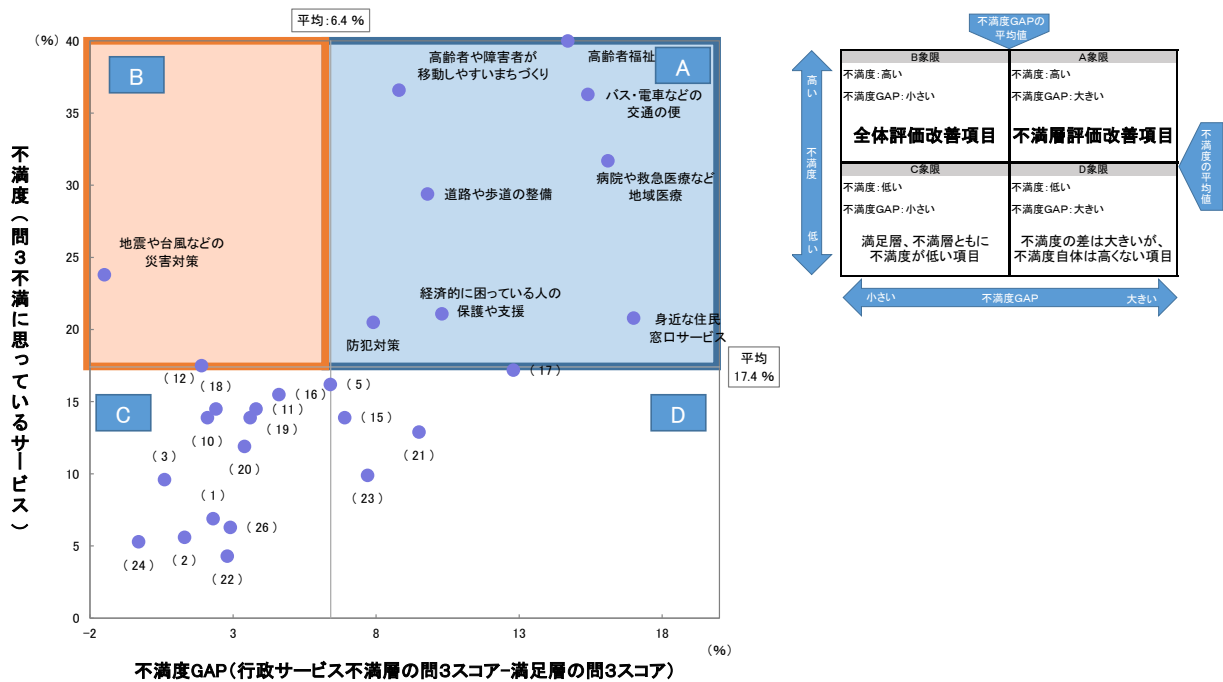 平均：6.4 %
（%）
40
35
30
25
20
15
10
5
0
-2
3
8
13
18
（%）
不満度（問３不満に思っているサービス）
不満度GAP（行政サービス不満層の問3スコア-満足層の問3スコア）
B
A
C
D
高齢者や障害者が
移動しやすいまちづくり
高齢者福祉
バス・電車などの
交通の便
病院や救急医療など
地域医療
道路や歩道の整備
地震や台風などの
災害対策
経済的に困っている人の
保護や支援
防犯対策
身近な住民
窓口サービス
平均
17.4 %
（12）
（18）
（16）
（5）
（17）
（11）
（15）
（10）
（19）
（21）
（3）
（20）
（23）
（1）
（26）
（24）
（2）
（22）
不満度GAPの
平均値
B象限
不満度：高い
不満度GAP：小さい
全体評価改善項目
A象限
不満度：高い
不満度GAP：大きい
不満層評価改善項目
C象限
不満度：低い
不満度GAP：小さい
満足層、不満層ともに
不満度が低い項目
D象限
不満度：低い
不満度GAP：大きい
不満度の差は大きいが、
不満度自体は高くない項目
高い
不満度
低い
不満度の平均値
小さい
不満度GAP
大きい